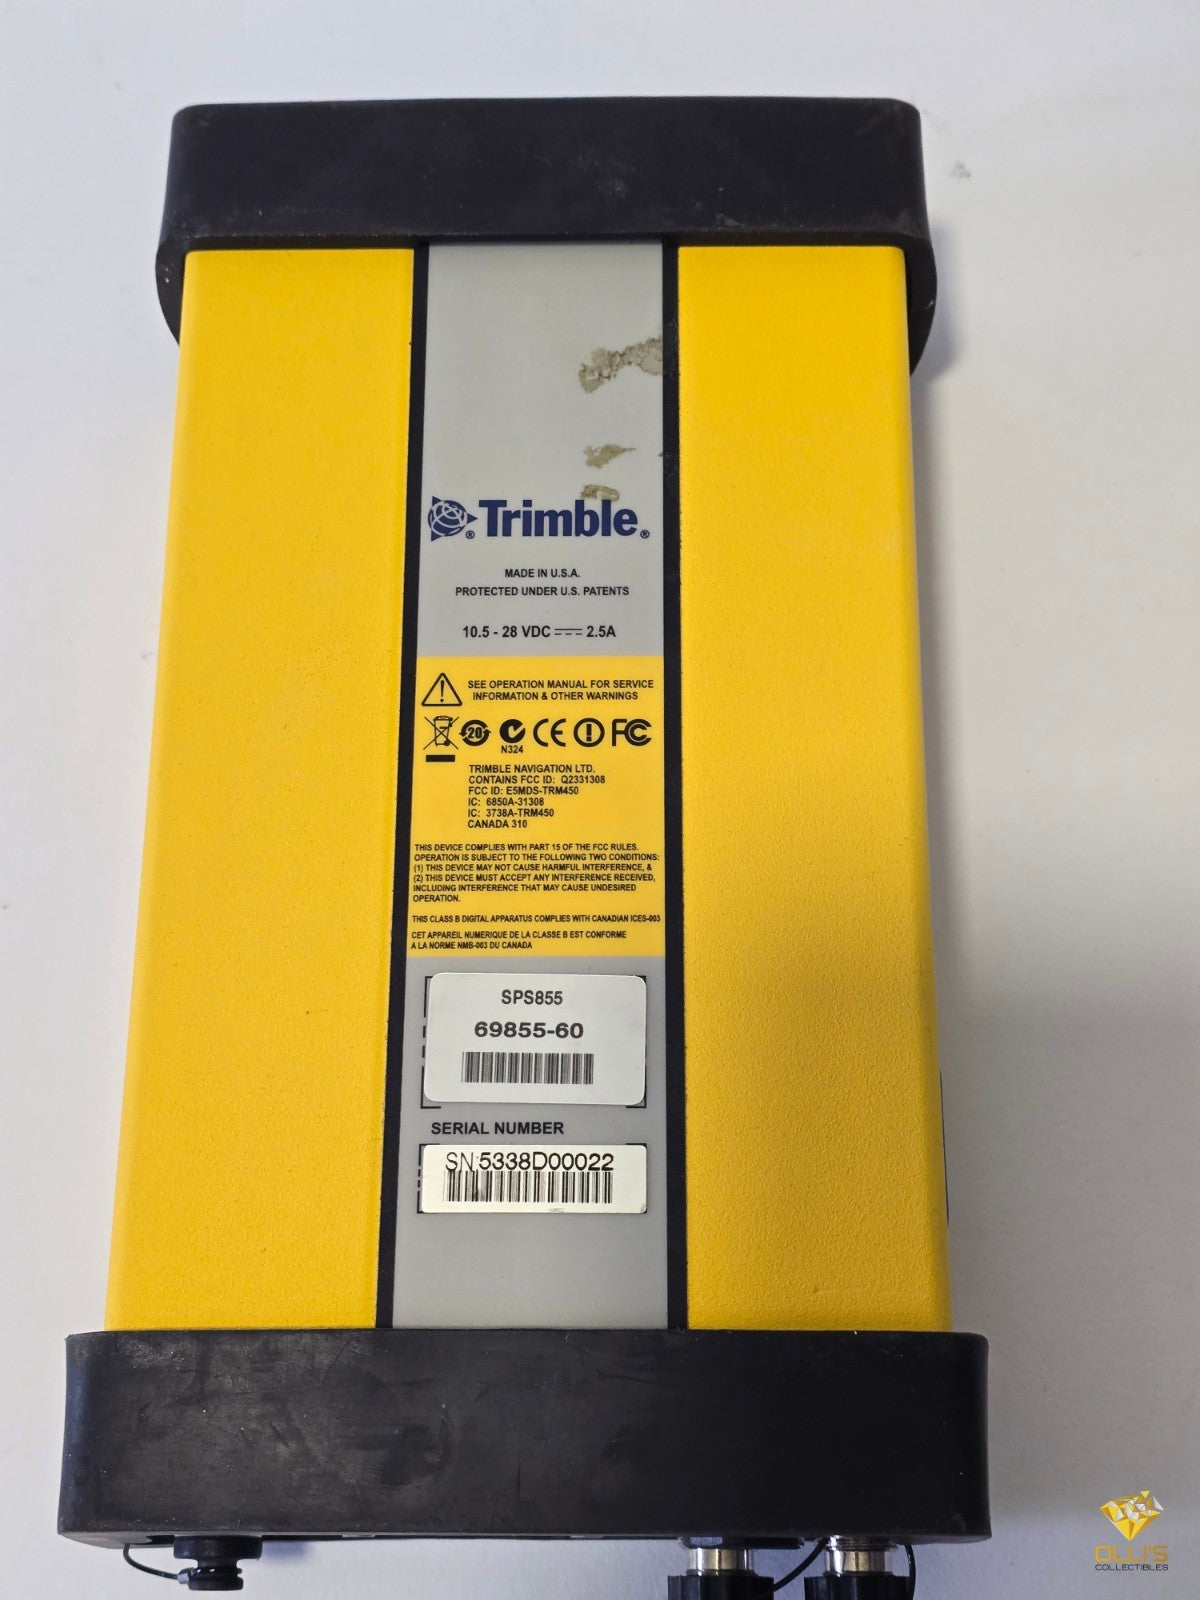 Trimble
MADE IN U.S.A.
PROTECTED UNDER U.S. PATENTS
10.5 - 28 VDC 2.5A
SEE OPERATION MANUAL FOR SERVICE
INFORMATION & OTHER WARNINGS
20
CE
FC
N324
TRIMBLE NAVIGATION LTD.
CONTAINS FCC ID: Q2331308
FCC ID: E5MDS-TRM450
IC: 6850A-31308
IC: 3738A-TRM450
CANADA 310
THIS DEVICE COMPLIES WITH PART 15 OF THE FCC RULES.
OPERATION IS SUBJECT TO THE FOLLOWING TWO CONDITIONS:
(1) THIS DEVICE MAY NOT CAUSE HARMFUL INTERFERENCE, &
(2) THIS DEVICE MUST ACCEPT ANY INTERFERENCE RECEIVED,
INCLUDING INTERFERENCE THAT MAY CAUSE UNDESIRED
OPERATION.
THIS CLASS B DIGITAL APPARATUS COMPLIES WITH CANADIAN ICES-003
CET APPAREIL NUMERIQUE DE LA CLASSE B EST CONFORME
A LA NORME NMB-003 DU CANADA
SPS855
69855-60
SERIAL NUMBER
SN:5338D00022
OLLI'S
COLLECTIBLES